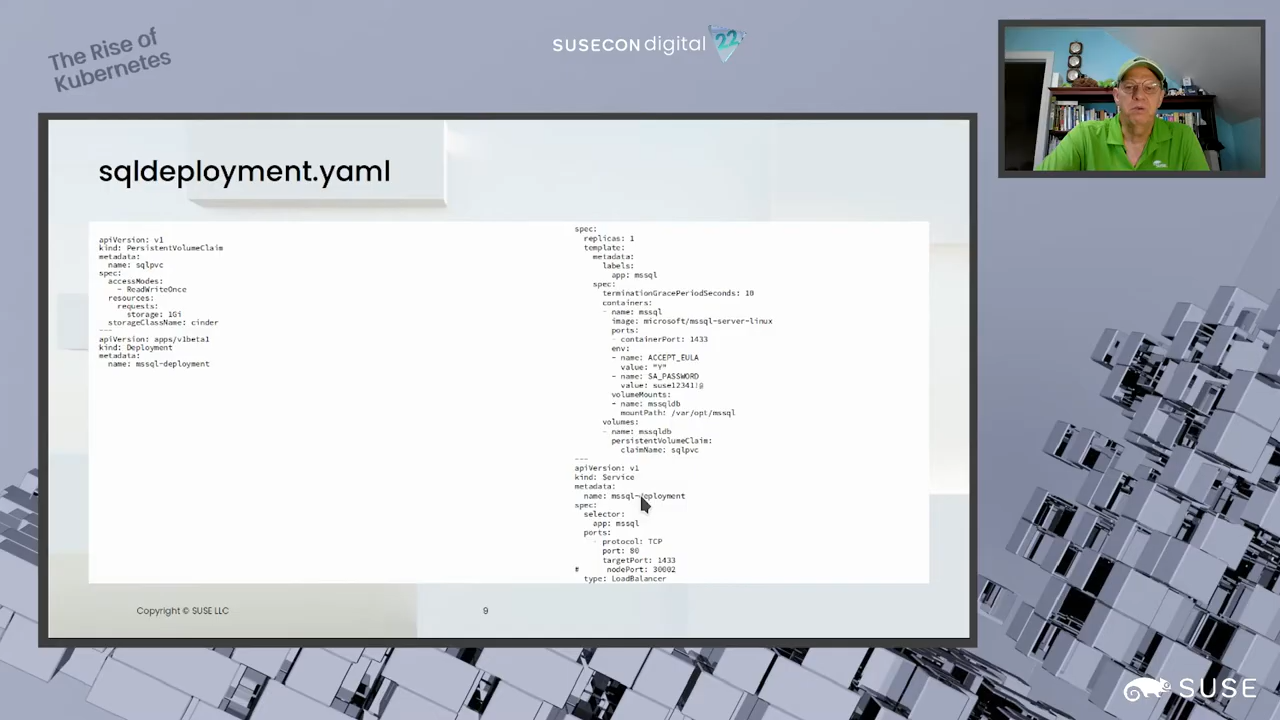 The Rise of
Kubernetes
SUSECON digital 22
sqldeployment.yaml
apiVersion: v1
kind: PersistentVolumeClaim
metadata:
  name: sqlpvc
spec:
  accessModes:
    - ReadWriteOnce
  resources:
    requests:
      storage: 1Gi
  storageClassName: cinder
---
apiVersion: apps/v1beta1
kind: Deployment
metadata:
  name: mssql-deployment
spec:
  replicas: 1
  template:
    metadata:
      labels:
        app: mssql
    spec:
      terminationGracePeriodSeconds: 10
      containers:
      - name: mssql
        image: microsoft/mssql-server-linux
        ports:
        - containerPort: 1433
        env:
        - name: ACCEPT_EULA
          value: "Y"
        - name: SA_PASSWORD
          value: suse12341!@
        volumeMounts:
        - name: mssqldb
          mountPath: /var/opt/mssql
      volumes:
      - name: mssqldb
        persistentVolumeClaim:
          claimName: sqlpvc
---
apiVersion: v1
kind: Service
metadata:
  name: mssql-deployment
spec:
  selector:
    app: mssql
  ports:
    - protocol: TCP
      port: 80
      targetPort: 1433
#      nodePort: 30002
  type: LoadBalancer
Copyright © SUSE LLC
9
SUSE